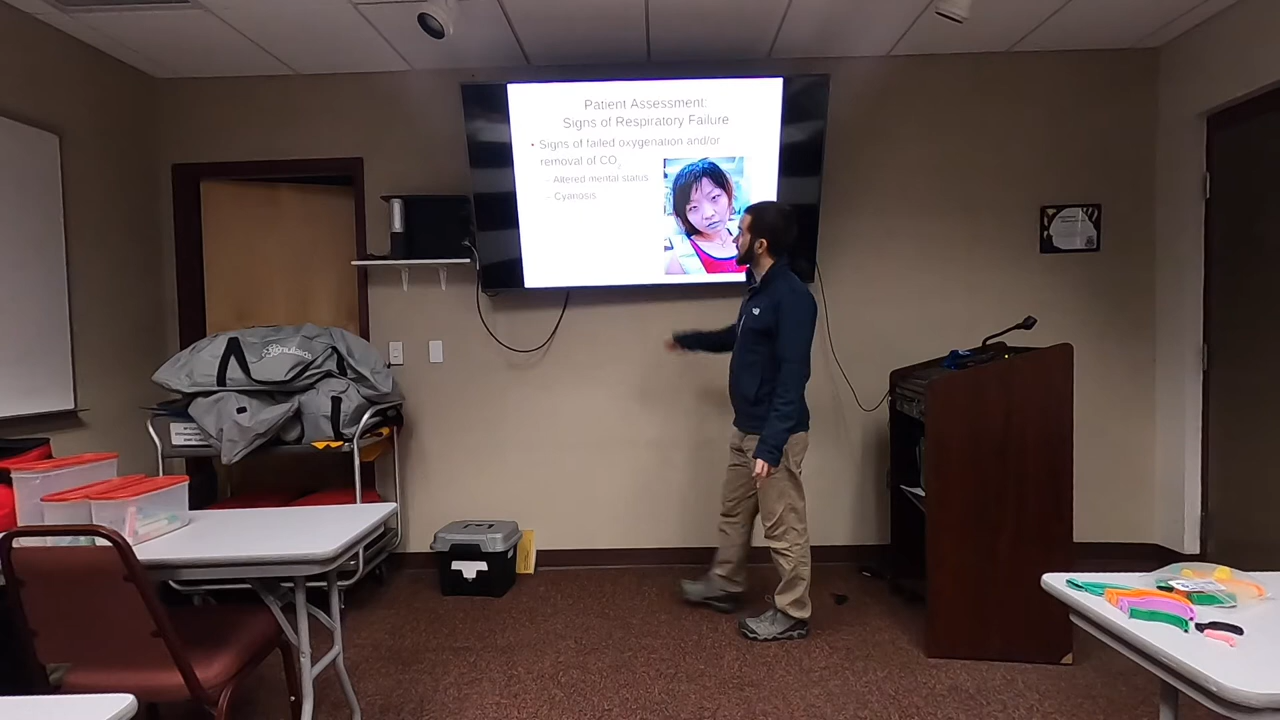 Patient Assessment:
Signs of Respiratory Failure
• Signs of failed oxygenation and/or
removal of CO2
– Altered mental status
– Cyanosis